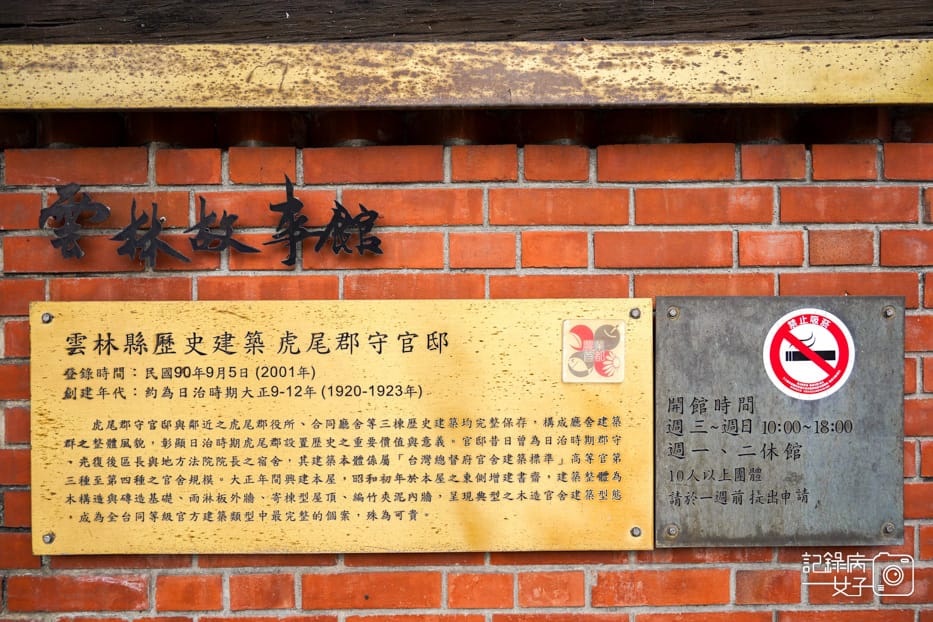 雲林故事館
雲林縣歷史建築 虎尾郡守官邸
登錄時間：民國90年9月5日 (2001年)
創建年代：約為日治時期大正9-12年 (1920-1923年)
農業
首都
虎尾郡守官邸與鄰近之虎尾郡役所、合同廳舍等三棟歷史建築均完整保存，構成廳舍建築
群之整體風貌，彰顯日治時期虎尾郡設置歷史之重要價值與意義。官邸昔日曾為日治時期郡守
、光復後區長與地方法院院長之宿舍，其建築本體係屬「台灣總督府官舍建築標準」高等官第
三種至第四種之官舍規模。大正年間興建本屋，昭和初年於本屋之東側增建書齋，建築整體為
木構造與磚造基礎、雨淋板外牆、寄棟型屋頂、編竹夾泥內牆，呈現典型之木造官舍建築型態
，成為全台同等級官方建築類型中最完整的個案，殊為可貴。
禁止吸菸
開館時間
週三~週日 10:00~18:00
週一、二休館
10人以上團體
請於一週前提出申請
記錄病
女子